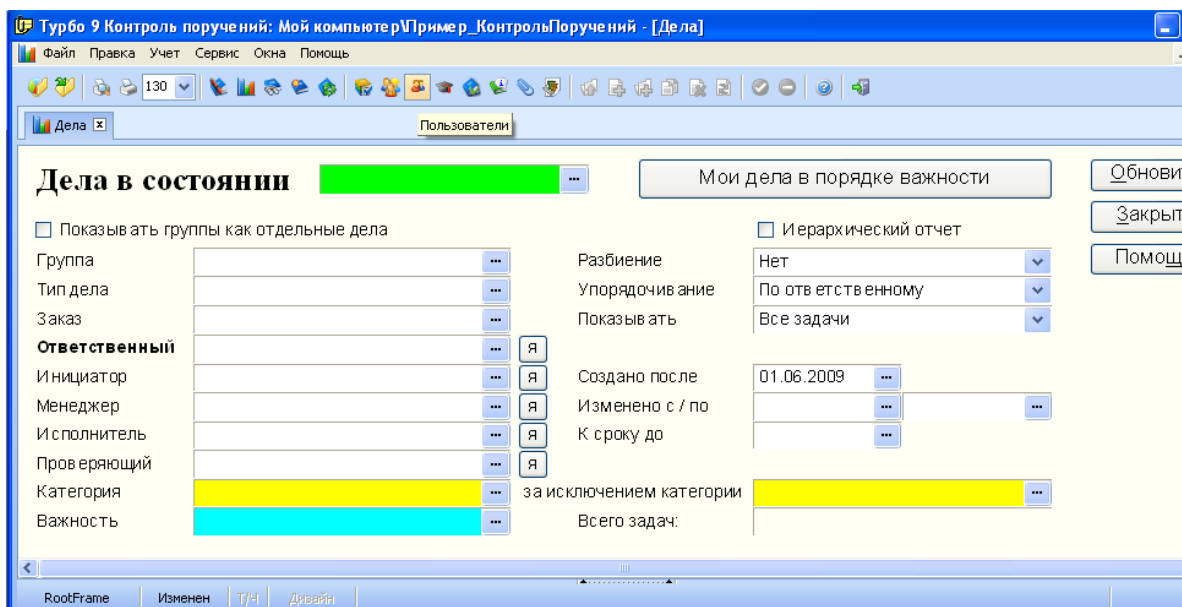 Турбо 9 Контроль поручений: Мой компьютер\Пример_КонтрольПоручений - [Дела]
Файл Правка Учет Сервис Окна Помощь
130
Дела
Пользователи
Дела в состоянии ... Мои дела в порядке важности Обнови
Закрыт
Показывать группы как отдельные дела Иерархический отчет
Помощ
Группа ... Разбиение Нет
Тип дела ... Упорядочивание По ответственному
Заказ ... Показывать Все задачи
Ответственный ... Я
Инициатор ... Я Создано после 01.06.2009 ...
Менеджер ... Я Изменено с / по ... ...
Исполнитель ... Я К сроку до ...
Проверяющий ... Я
Категория ... за исключением категории ...
Важность ... Всего задач:
RootFrame Изменен Т/Ч Дизайн